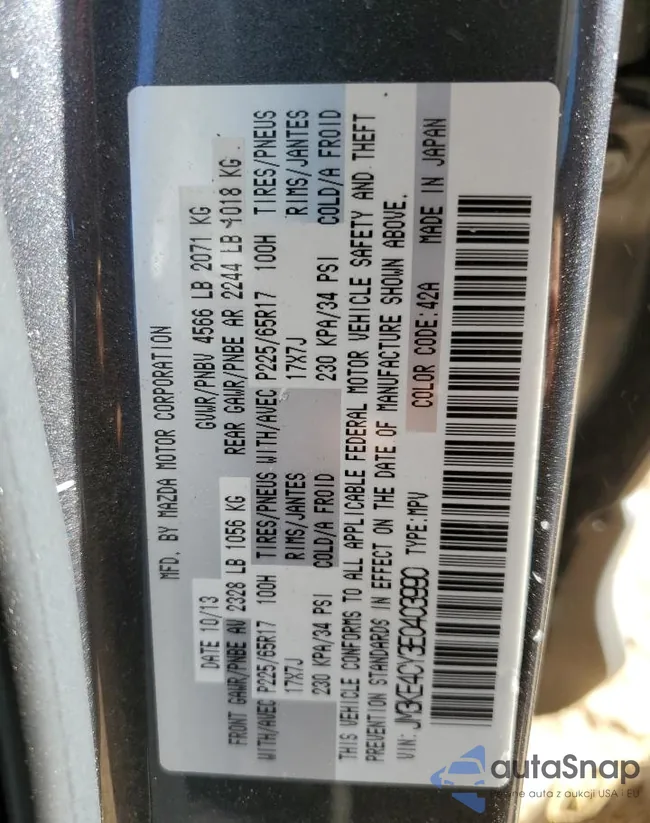 MFD. BY MAZDA MOTOR CORPORATION
DATE 10/13 GVWR/PNBV 4566 LB 2071 KG
FRONT GAWR/PNBE AV 2328 LB 1056 KG REAR GAWR/PNBE AR 2244 LB 1018 KG
WITH/AVEC P225/65R17 100H TIRES/PNEUS WITH/AVEC P225/65R17 100H TIRES/PNEUS
17X7J RIMS/JANTES 17X7J RIMS/JANTES
230 KPA/34 PSI COLD/A FROID 230 KPA/34 PSI COLD/A FROID
THIS VEHICLE CONFORMS TO ALL APPLICABLE FEDERAL MOTOR VEHICLE SAFETY AND THEFT
PREVENTION STANDARDS IN EFFECT ON THE DATE OF MANUFACTURE SHOWN ABOVE.
VIN: JM3KE4CY3E0403990 TYPE:MPV COLOR CODE:42A MADE IN JAPAN
autaSnap
auta z aukcji USA i EU